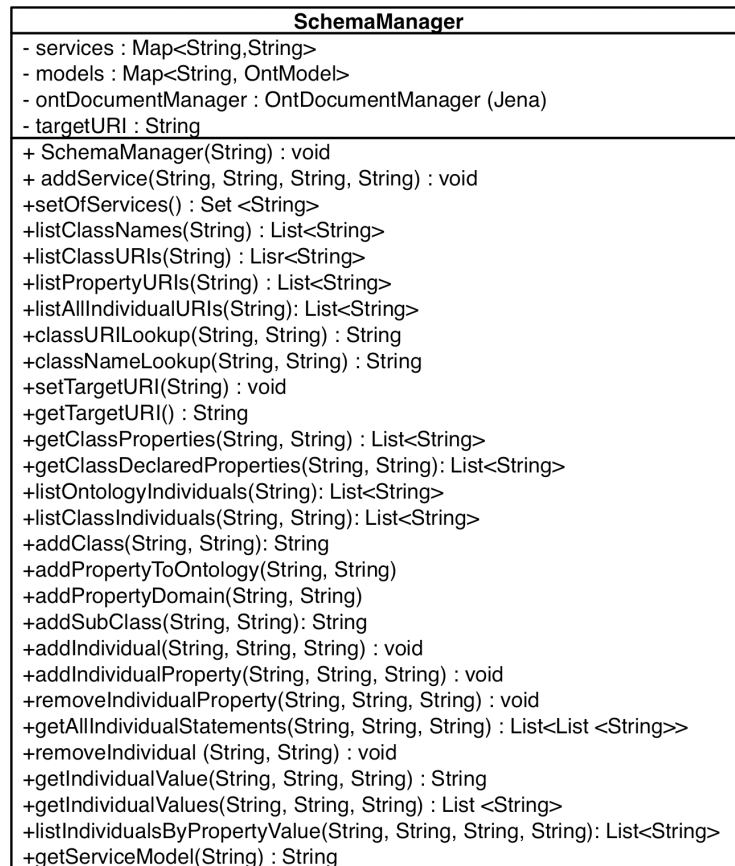 SchemaManager
- services : Map<String,String>
- models : Map<String, OntModel>
- ontDocumentManager : OntDocumentManager (Jena)
- targetURI : String
+ SchemaManager(String) : void
+ addService(String, String, String, String) : void
+setOfServices() : Set <String>
+listClassNames(String) : List<String>
+listClassURIs(String) : Lisr<String>
+listPropertyURIs(String) : List<String>
+listAllIndividualURIs(String): List<String>
+classURILookup(String, String) : String
+classNameLookup(String, String) : String
+setTargetURI(String) : void
+getTargetURI() : String
+getClassProperties(String, String) : List<String>
+getClassDeclaredProperties(String, String): List<String>
+listOntologyIndividuals(String): List<String>
+listClassIndividuals(String, String): List<String>
+addClass(String, String): String
+addPropertyToOntology(String, String)
+addPropertyDomain(String, String)
+addSubClass(String, String): String
+addIndividual(String, String, String) : void
+addIndividualProperty(String, String, String) : void
+removeIndividualProperty(String, String, String) : void
+getAllIndividualStatements(String, String, String) : List<List <String>>
+removeIndividual (String, String) : void
+getIndividualValue(String, String, String) : String
+getIndividualValues(String, String, String) : List <String>
+listIndividualsByPropertyValue(String, String, String, String): List<String>
+getServiceModel(String) : String